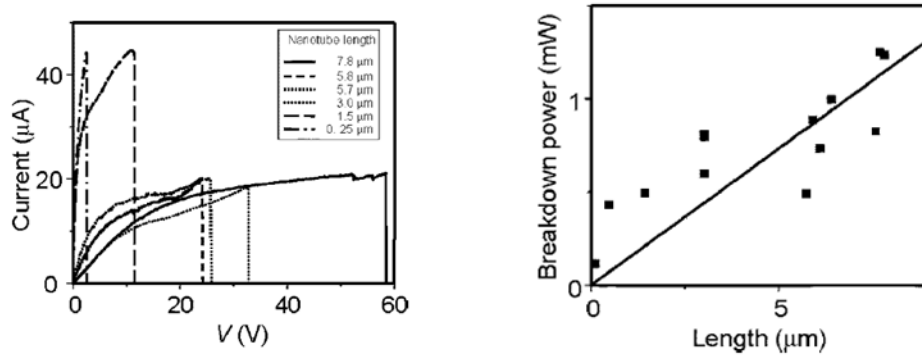 Current (μA)
40
20
0
0 20 40 60
V (V)
Nanotube length
7.8 μm
5.8 μm
5.7 μm
3.0 μm
1.5 μm
0.25 μm
Breakdown power (mW)
1
0
0 5
Length (μm)